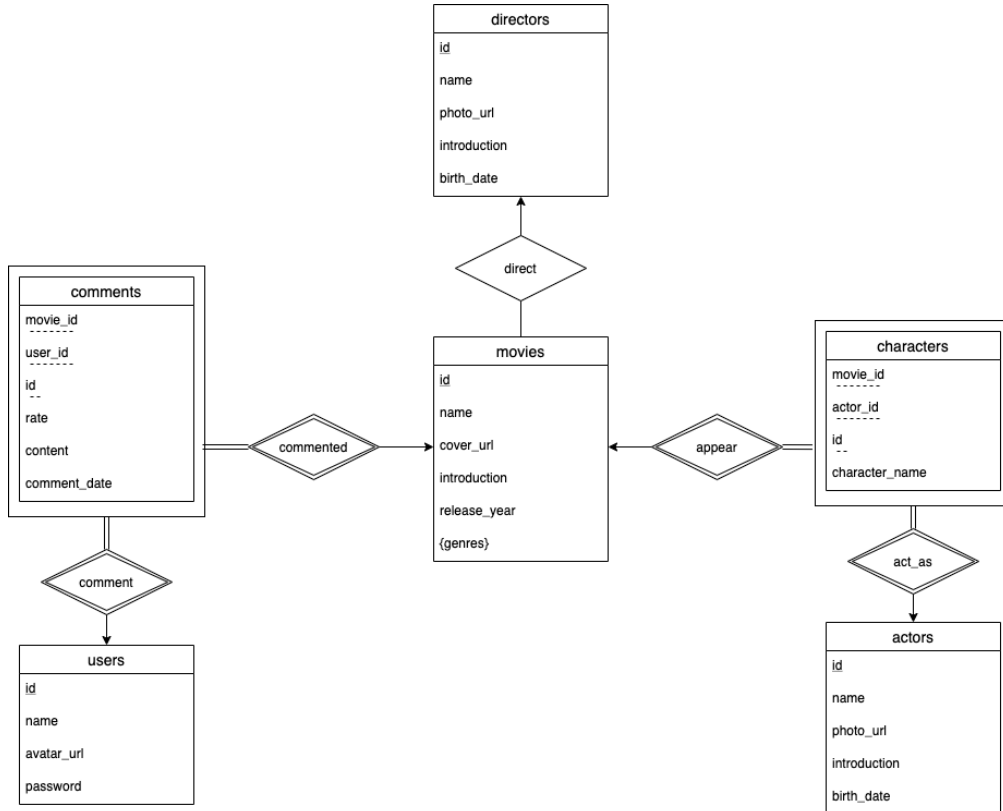 directors
id
name
photo_url
introduction
birth_date
direct
comments
movie_id
user_id
id
rate
content
comment_date
commented
movies
id
name
cover_url
introduction
release_year
{genres}
appear
characters
movie_id
actor_id
id
character_name
comment
act_as
users
id
name
avatar_url
password
actors
id
name
photo_url
introduction
birth_date